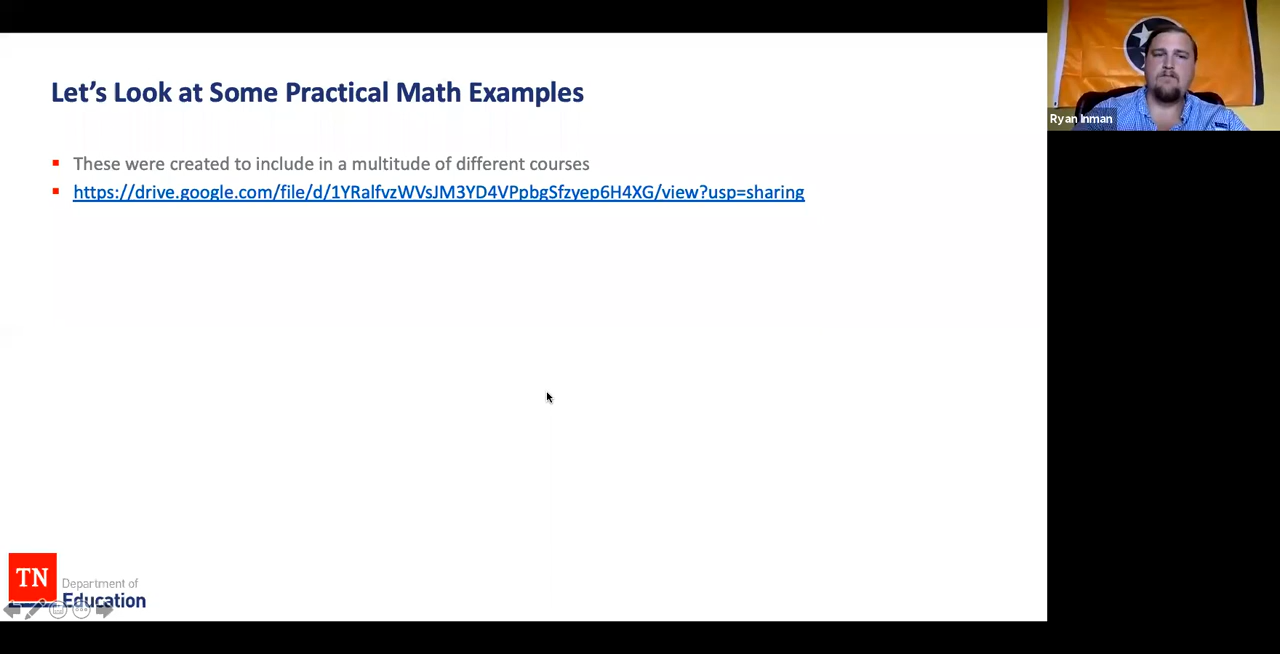 Let's Look at Some Practical Math Examples
These were created to include in a multitude of different courses
https://drive.google.com/file/d/1YRalfvzWVsJM3YD4VPpbgSfzyep6H4XG/view?usp=sharing
Ryan Inman
TN
Department of
Education